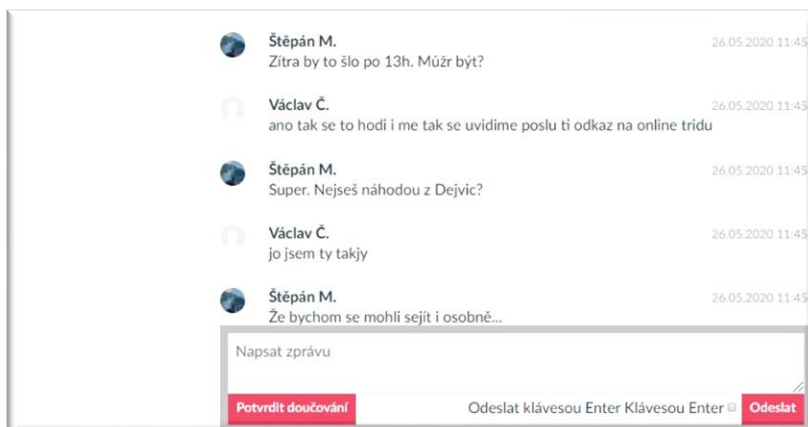 Štěpán M. 26.05.2020 11:45
Zítra by to šlo po 13h. Můžr být?
Václav Č. 26.05.2020 11:45
ano tak se to hodi i me tak se uvidime poslu ti odkaz na online tridu
Štěpán M. 26.05.2020 11:45
Super. Nejseš náhodou z Dejvic?
Václav Č. 26.05.2020 11:45
jo jsem ty takjy
Štěpán M. 26.05.2020 11:45
Že bychom se mohli sejít i osobně...
Napsat zprávu
Potvrdit doučování Odeslat klávesou Enter Klávesou Enter Odeslat